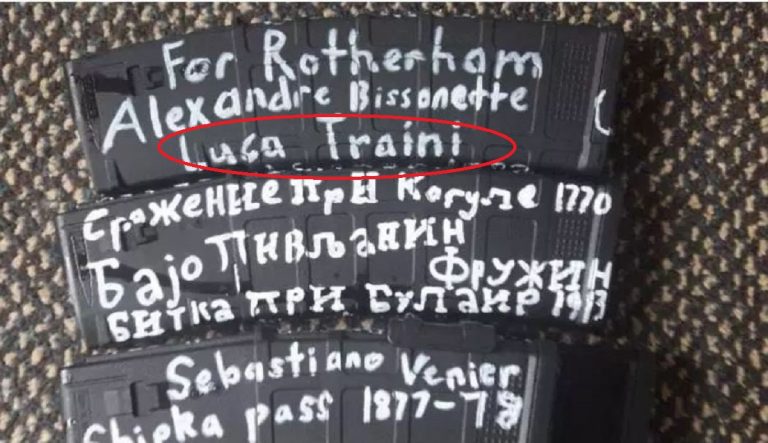 For Rotherham
Alexandre Bissonette
Luca Traini
сражение при Кагуле 1770
Бајо Пивљанин
Фружин
битка при Булаир 1913
Sebastiano Venier
Shipka pass 1877-78